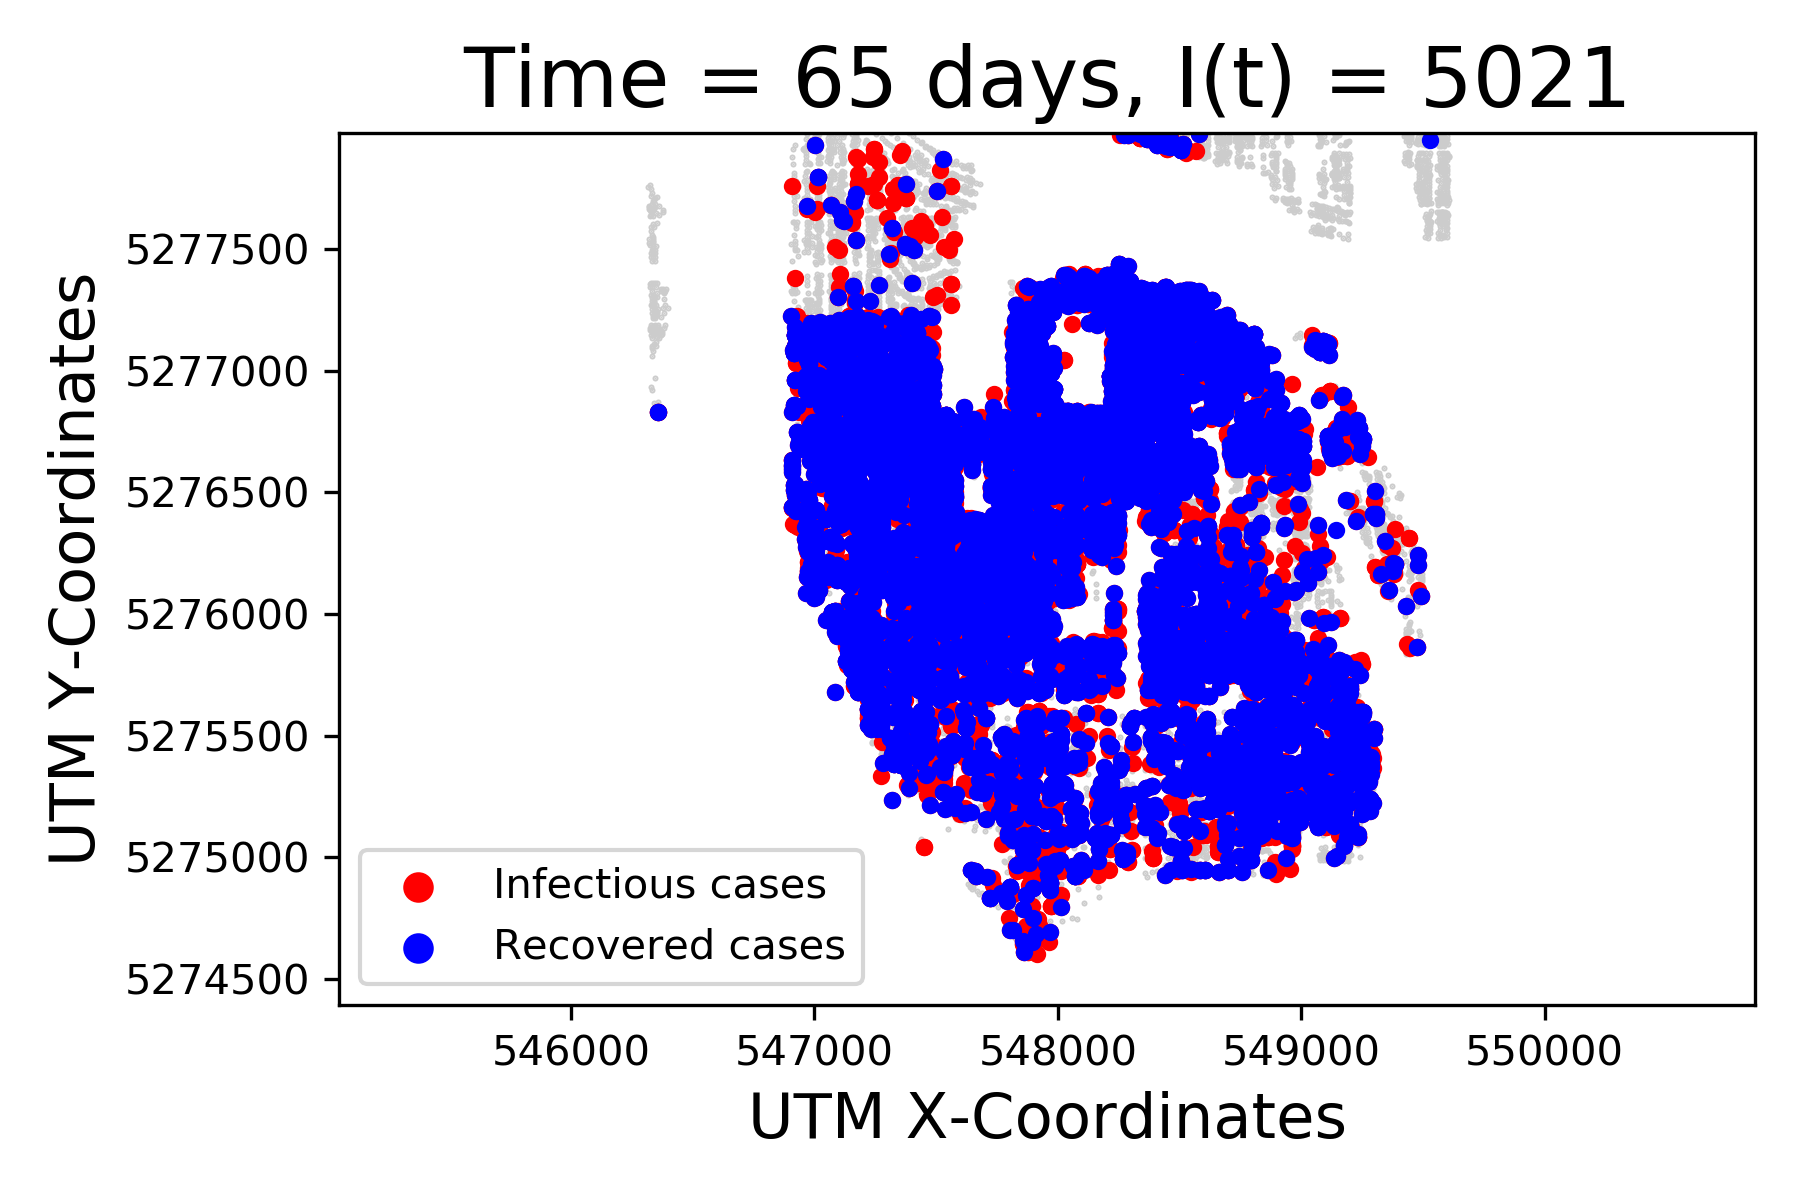 Time = 65 days, I(t) = 5021
UTM Y-Coordinates
5277500
5277000
5276500
5276000
5275500
5275000
5274500
Infectious cases
Recovered cases
546000 547000 548000 549000 550000
UTM X-Coordinates